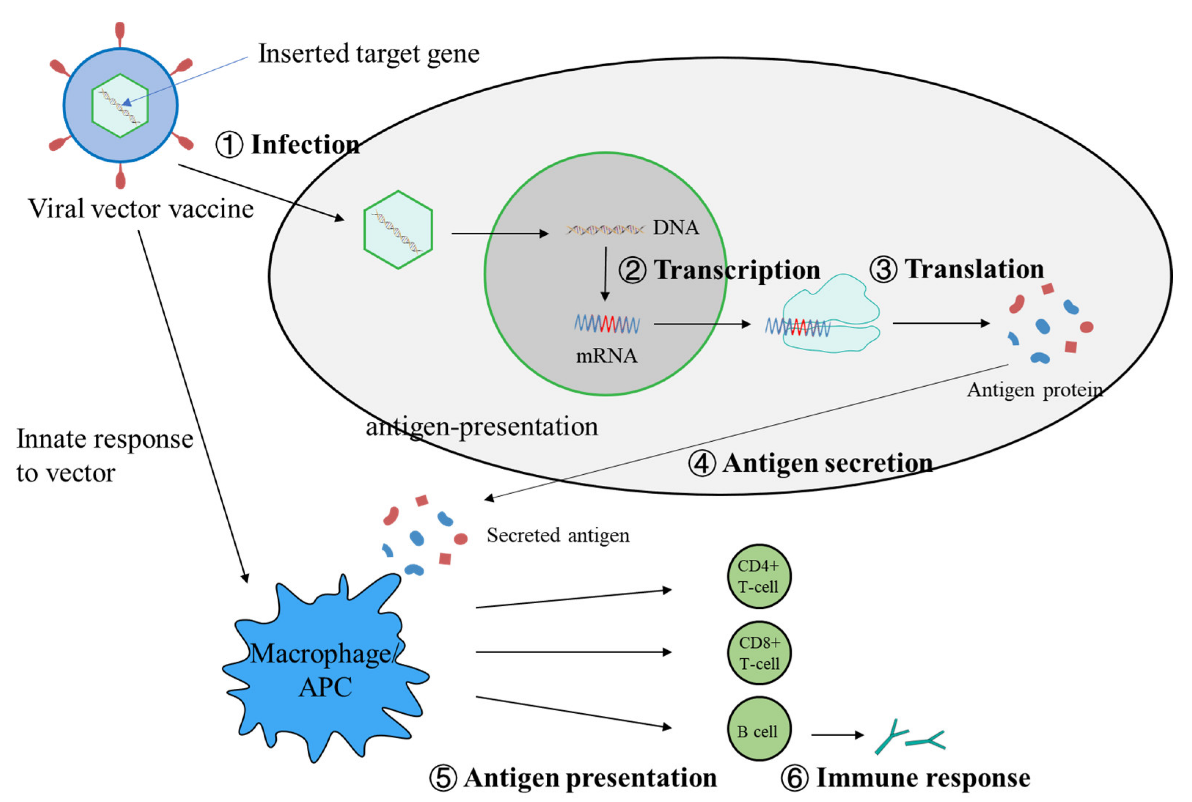 Inserted target gene
① Infection
Viral vector vaccine
DNA
② Transcription
③ Translation
mRNA
Antigen protein
antigen-presentation
Innate response
to vector
④ Antigen secretion
Secreted antigen
CD4+
T-cell
Macrophage/
APC
CD8+
T-cell
B cell
⑤ Antigen presentation
⑥ Immune response